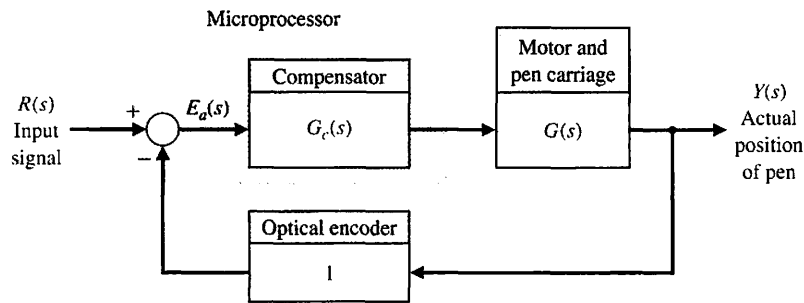 Microprocessor
R(s)
Input
signal
+
−
E_a(s)
Compensator
G_c(s)
Motor and
pen carriage
G(s)
Y(s)
Actual
position
of pen
Optical encoder
1